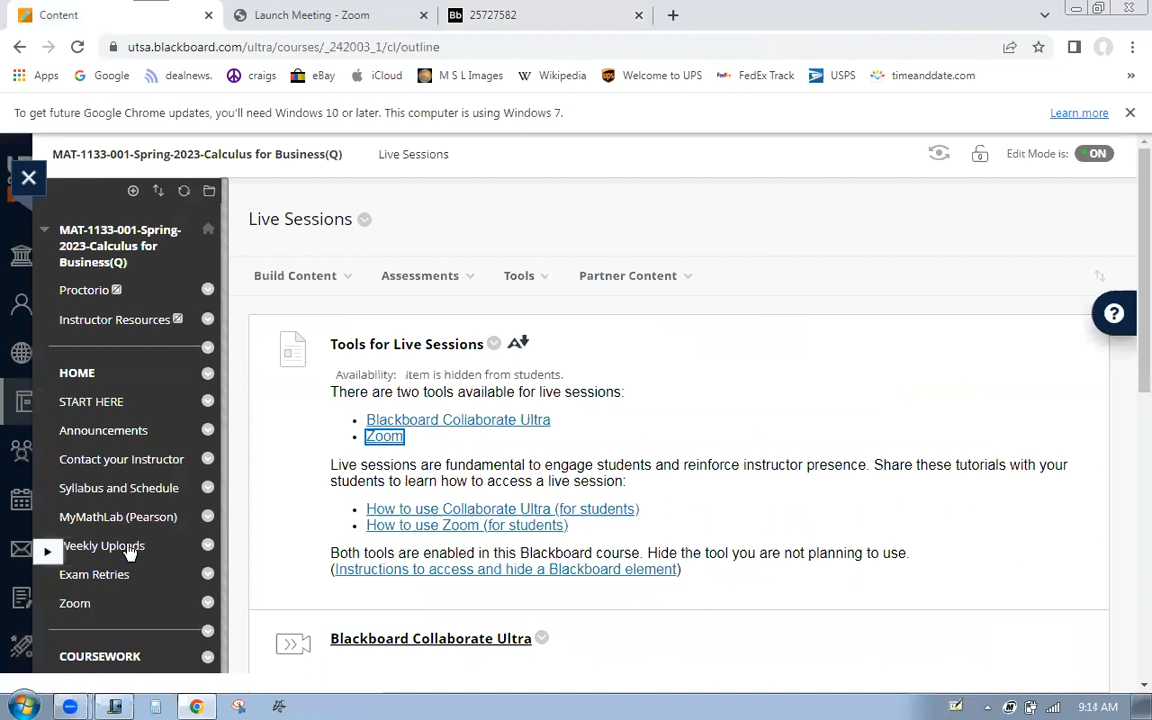 Content
Launch Meeting - Zoom
Bb 25727582
utsa.blackboard.com/ultra/courses/_242003_1/cl/outline
Apps
Google
dealnews.
craigs
eBay
iCloud
M S L Images
W Wikipedia
Welcome to UPS
FedEx Track
USPS
timeanddate.com
»
To get future Google Chrome updates, you'll need Windows 10 or later. This computer is using Windows 7.
Learn more
MAT-1133-001-Spring-2023-Calculus for Business(Q)
Live Sessions
Edit Mode is:
ON
MAT-1133-001-Spring-
2023-Calculus for
Business(Q)
Proctorio
Instructor Resources
HOME
START HERE
Announcements
Contact your Instructor
Syllabus and Schedule
MyMathLab (Pearson)
Weekly Uploads
Exam Retries
Zoom
COURSEWORK
Live Sessions
Build Content
Assessments
Tools
Partner Content
Tools for Live Sessions
Availability: Item is hidden from students.
There are two tools available for live sessions:
• Blackboard Collaborate Ultra
• Zoom
Live sessions are fundamental to engage students and reinforce instructor presence. Share these tutorials with your
students to learn how to access a live session:
• How to use Collaborate Ultra (for students)
• How to use Zoom (for students)
Both tools are enabled in this Blackboard course. Hide the tool you are not planning to use.
(Instructions to access and hide a Blackboard element)
Blackboard Collaborate Ultra
9:14 AM